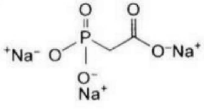 O O
⁺Na⁻ O P O⁻Na⁺
O⁻
Na⁺